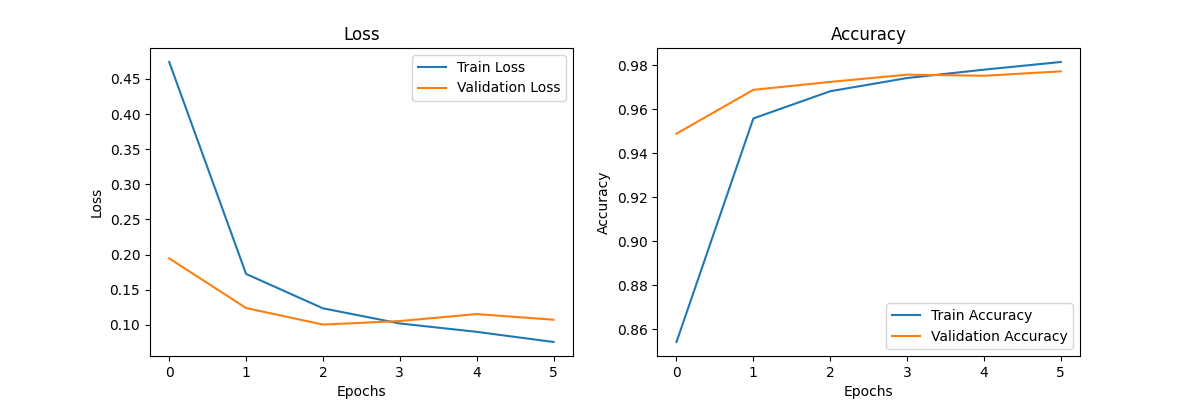 Loss
Train Loss
Validation Loss
0.45
0.40
0.35
0.30
0.25
0.20
0.15
0.10
Loss
0 1 2 3 4 5
Epochs
Accuracy
0.98
0.96
0.94
0.92
0.90
0.88
0.86
Accuracy
Train Accuracy
Validation Accuracy
0 1 2 3 4 5
Epochs